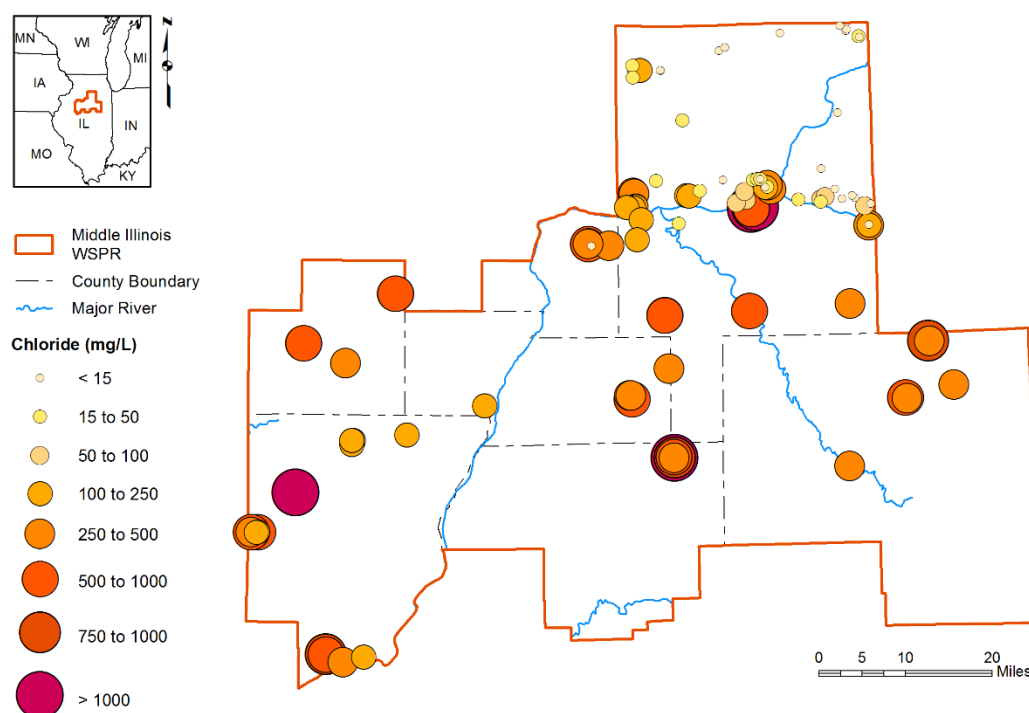 N
MN
WI
MI
IA
IL
IN
MO
KY
Middle Illinois
WSPR
County Boundary
Major River
Chloride (mg/L)
< 15
15 to 50
50 to 100
100 to 250
250 to 500
500 to 1000
750 to 1000
> 1000
0 5 10 20
Miles